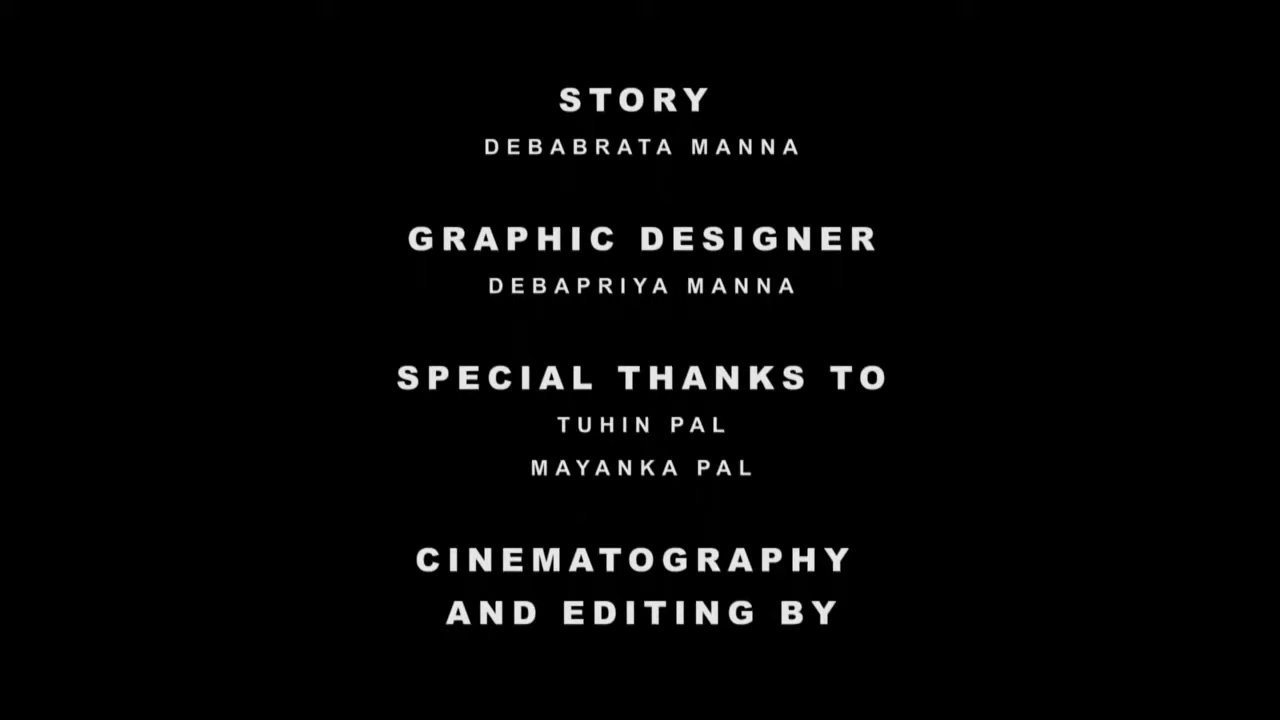 STORY
DEBABRATA MANNA
GRAPHIC DESIGNER
DEBAPRIYA MANNA
SPECIAL THANKS TO
TUHIN PAL
MAYANKA PAL
CINEMATOGRAPHY
AND EDITING BY